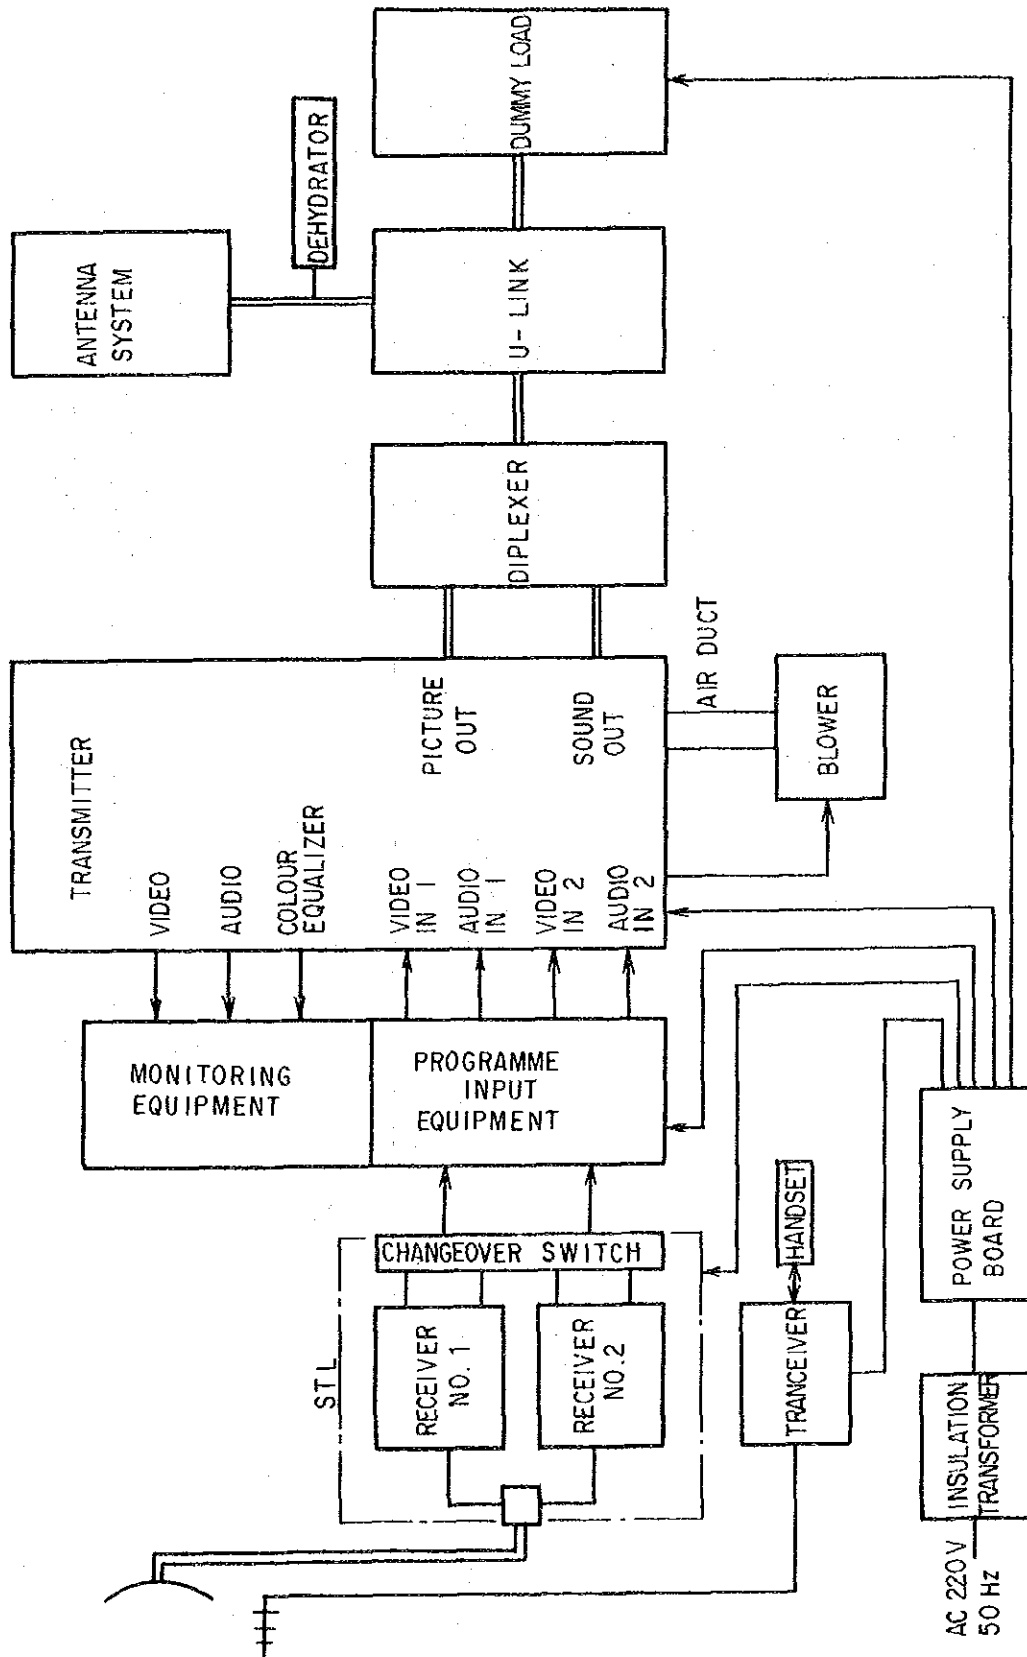 ANTENNA
SYSTEM
DEHYDRATOR
DUMMY LOAD
U-LINK
DIPLEXER
TRANSMITTER
VIDEO
AUDIO
COLOUR
EQUALIZER
VIDEO
IN 1
AUDIO
IN 1
VIDEO
IN 2
AUDIO
IN 2
PICTURE
OUT
SOUND
OUT
AIR DUCT
BLOWER
MONITORING
EQUIPMENT
PROGRAMME
INPUT
EQUIPMENT
STL
CHANGEOVER SWITCH
RECEIVER
NO.1
RECEIVER
NO.2
TRANCEIVER
HANDSET
POWER SUPPLY
BOARD
INSULATION
TRANSFORMER
AC 220V
50 Hz